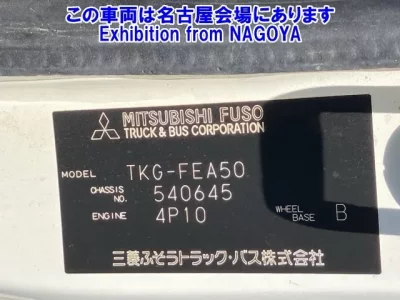 この車両は名古屋会場にあります
Exhibition from NAGOYA
MITSUBISHI FUSO
TRUCK & BUS CORPORATION
MODEL TKG-FEA50
CHASSIS NO. 540645
ENGINE 4P10 WHEEL BASE B
三菱ふそうトラック・バス株式会社